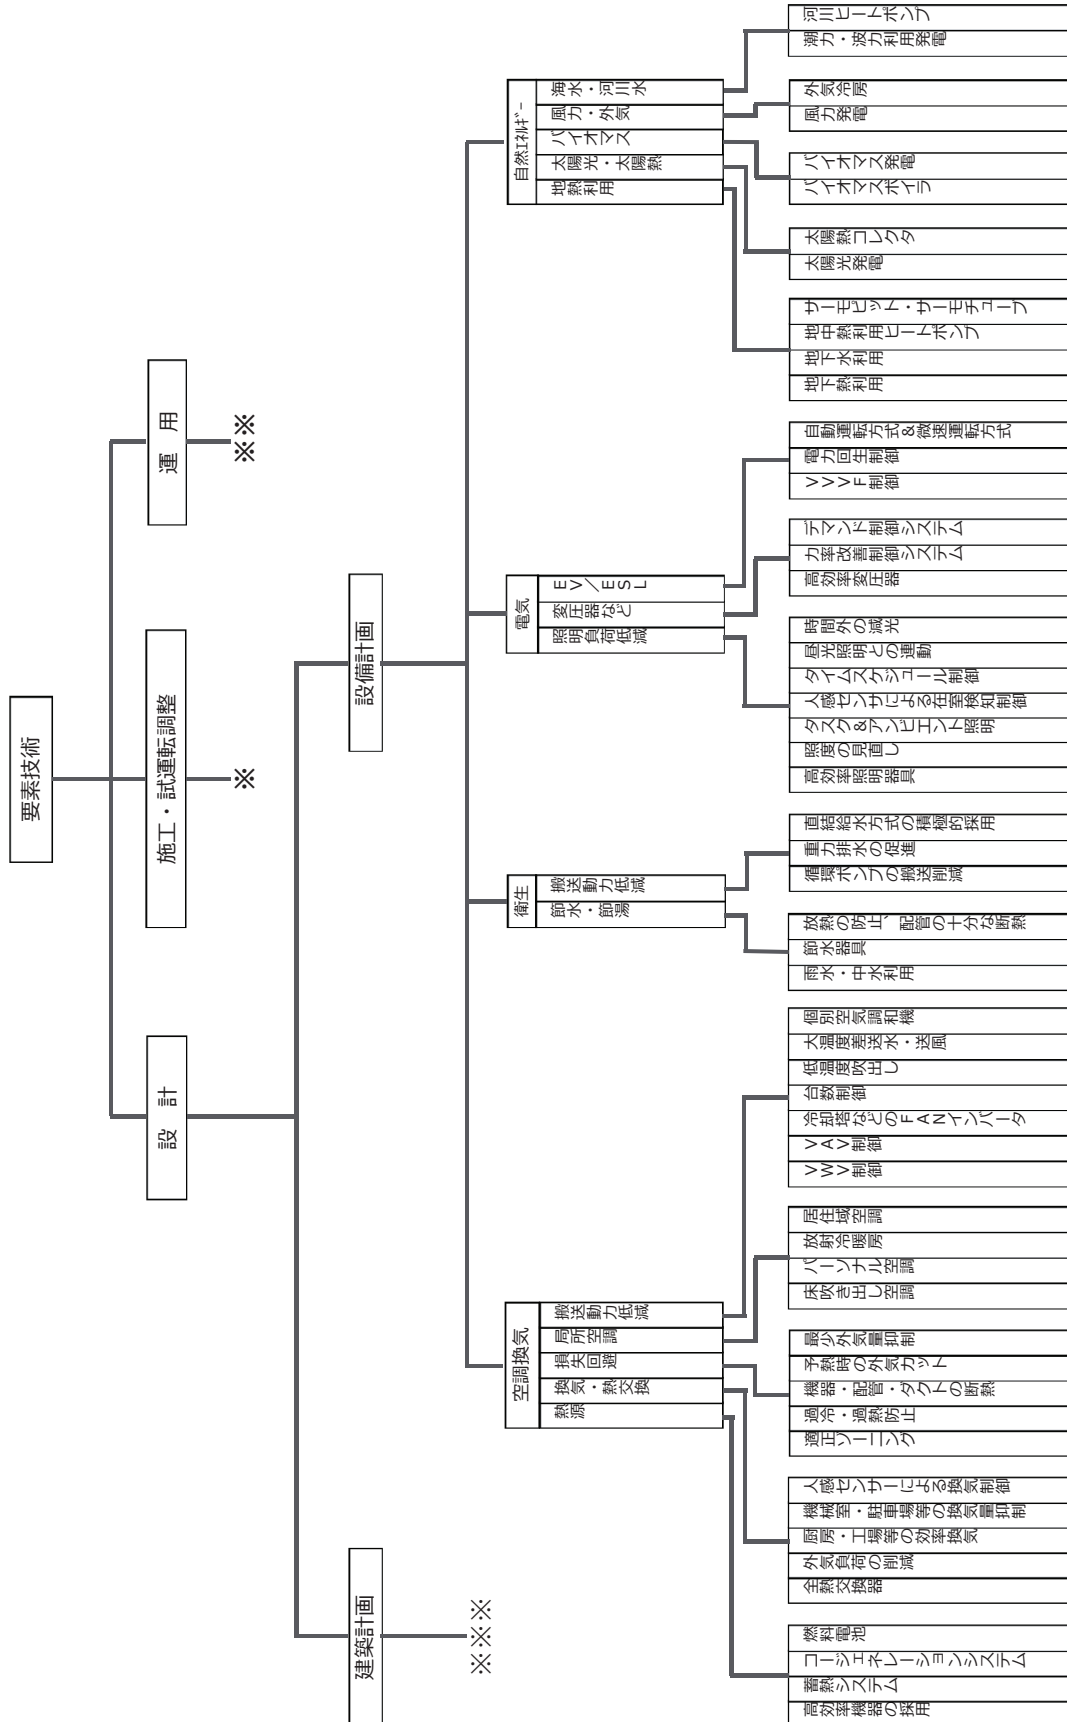 要素技術
設　計
施工・試運転調整
※
運　用
※※
建築計画
※※※
設備計画
空調換気
熱源
換気・熱交換
損失回避
局所空調
搬送動力低減
衛生
節水・節湯
搬送動力低減
電気
照明負荷低減
変圧器など
ＥＶ／ＥＳＬ
自然ｴﾈﾙｷﾞｰ
地熱利用
太陽光・太陽熱
バイオマス
風力・外気
海水・河川水
高効率機器の採用
蓄熱システム
コージェネレーションシステム
燃料電池
全熱交換器
外気負荷の削減
厨房・工場等の効率換気
機械室・駐車場等の換気量抑制
人感センサーによる換気制御
適正ゾーニング
過冷・過熱防止
機器・配管・ダクトの断熱
予熱時の外気カット
最少外気量抑制
床吹き出し空調
パーソナル空調
放射冷暖房
居住域空調
ＶＷＶ制御
ＶＡＶ制御
冷却塔などのＦＡＮインバータ
台数制御
低温度吹出し
大温度差送水・送風
個別空気調和機
雨水・中水利用
節水器具
放熱の防止、配管の十分な断熱
循環ポンプの搬送削減
重力排水の促進
直結給水方式の積極的採用
高効率照明器具
照度の見直し
タスク＆アンビエント照明
人感センサによる在室検知制御
タイムスケジュール制御
昼光照明との連動
時間外の減光
高効率変圧器
力率改善制御システム
デマンド制御システム
ＶＶＶＦ制御
電力回生制御
自動運転方式＆微速運転方式
地下熱利用
地下水利用
地中熱利用ヒートポンプ
サーモピット・サーモチューブ
太陽光発電
太陽熱コレクタ
バイオマスボイラ
バイオマス発電
風力発電
外気冷房
潮力・波力利用発電
河川ヒートポンプ